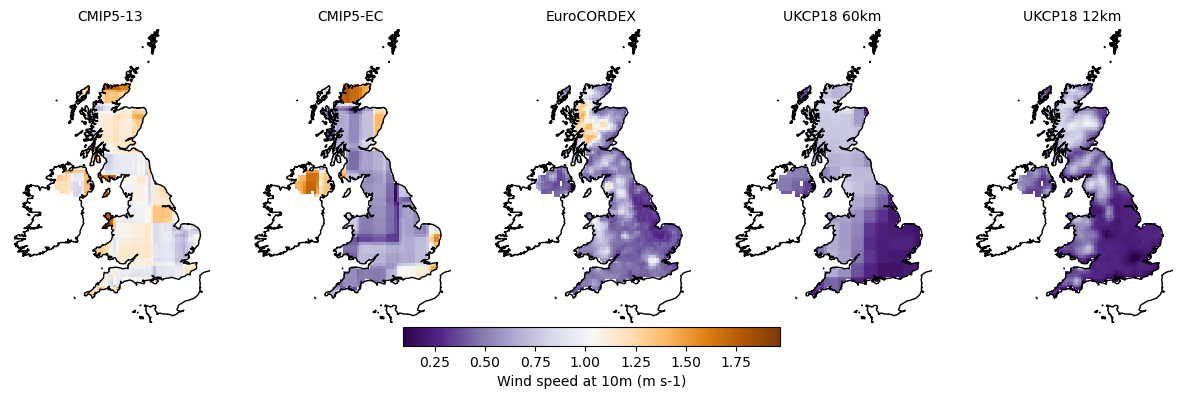 CMIP5-13
CMIP5-EC
EuroCORDEX
UKCP18 60km
UKCP18 12km
0.25 0.50 0.75 1.00 1.25 1.50 1.75
Wind speed at 10m (m s-1)